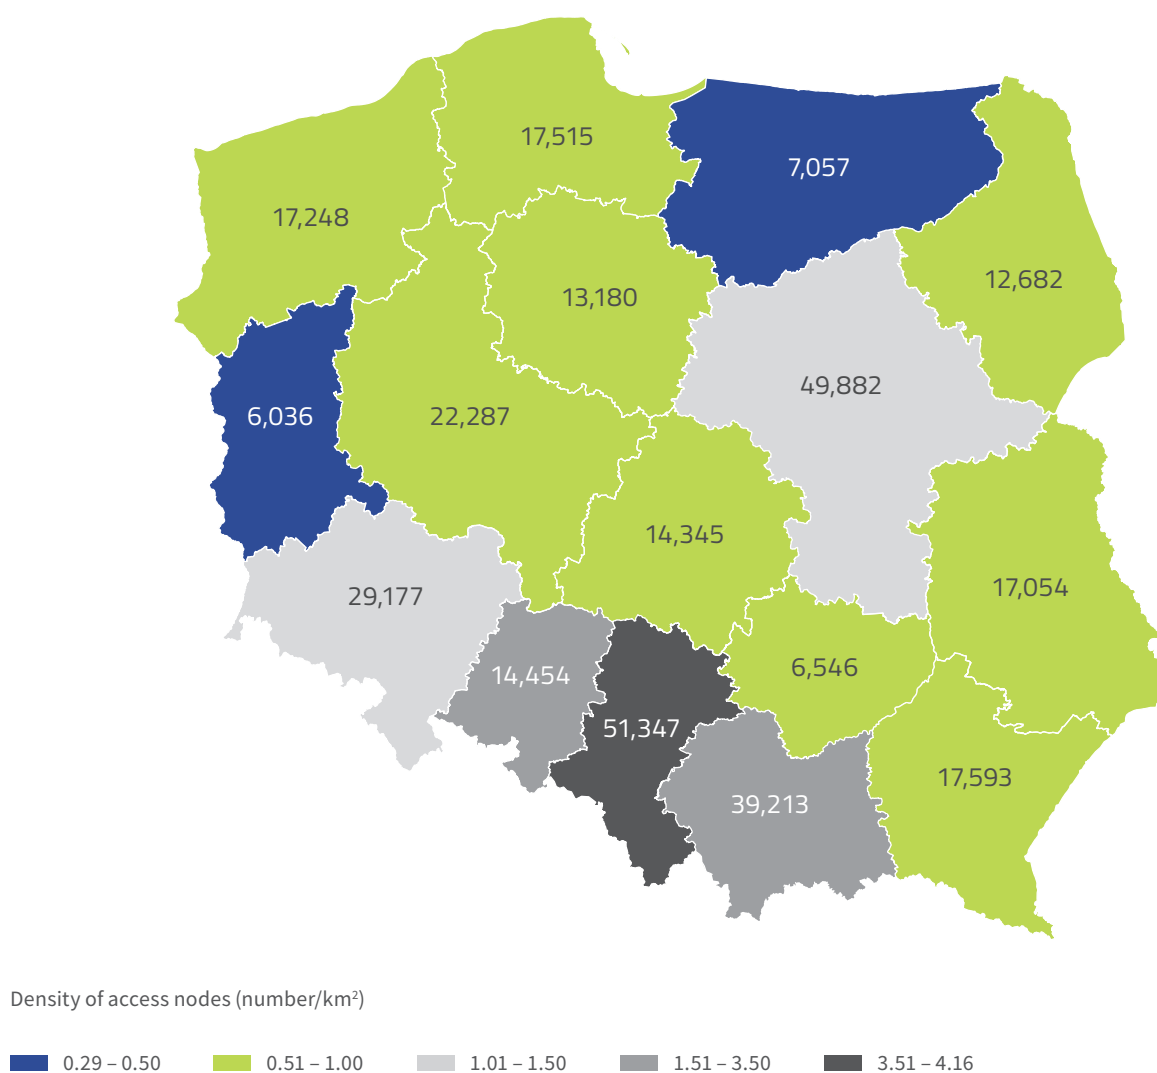 17,515
7,057
17,248
12,682
13,180
49,882
6,036
22,287
14,345
17,054
29,177
6,546
14,454
51,347
17,593
39,213
Density of access nodes (number/km²)
0.29 – 0.50
0.51 – 1.00
1.01 – 1.50
1.51 – 3.50
3.51 – 4.16